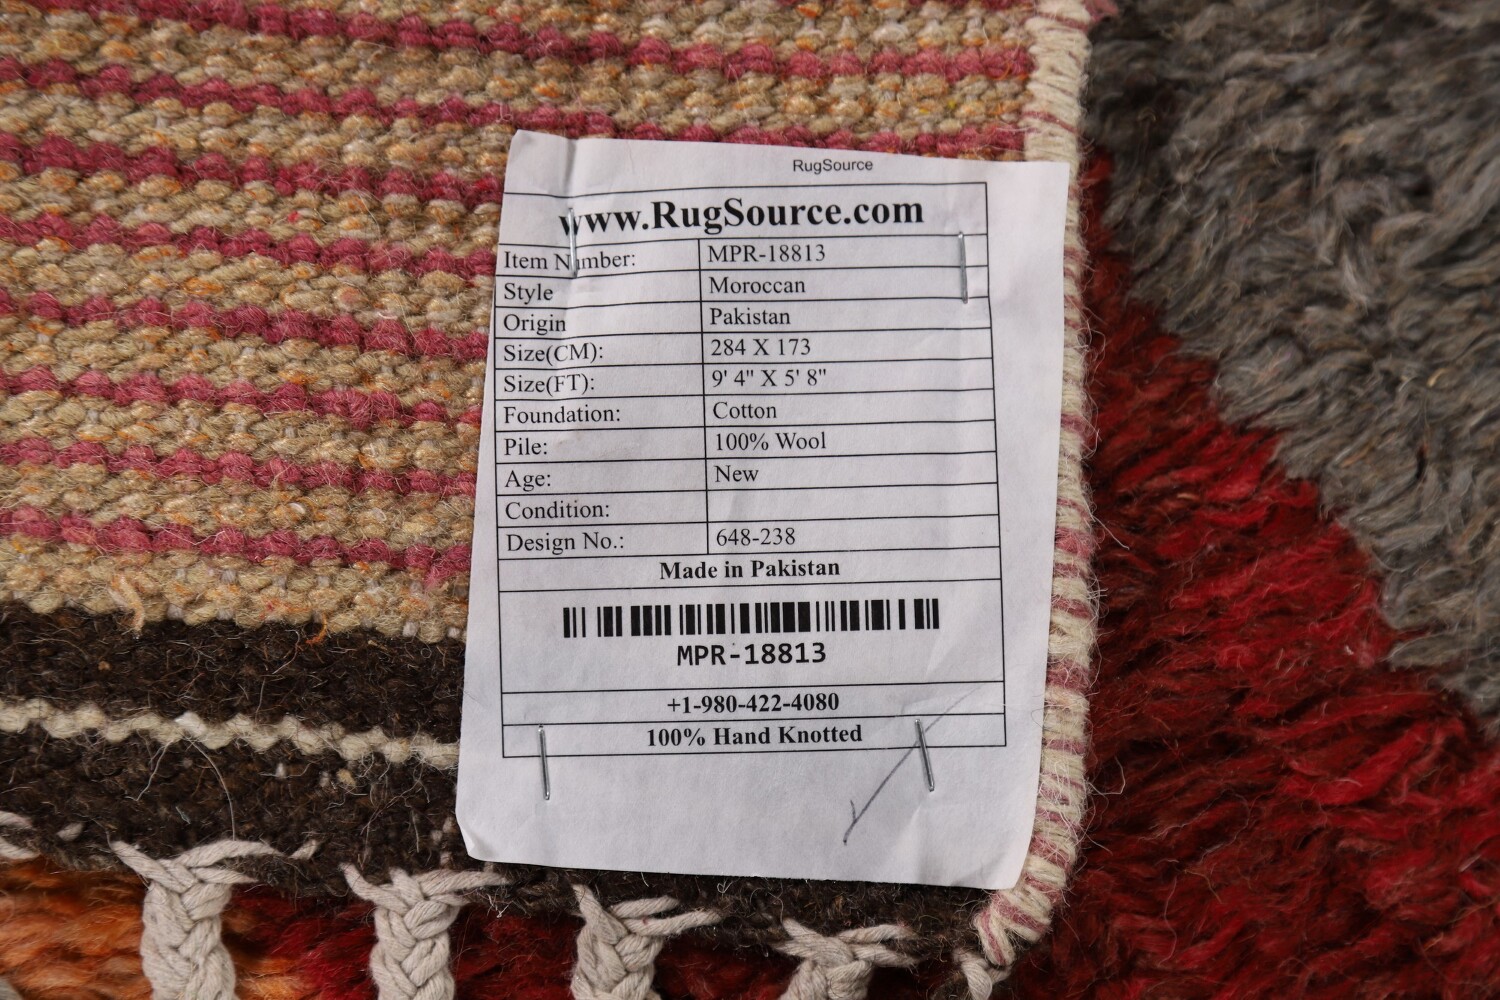 RugSource
www.RugSource.com
Item Number: MPR-18813
Style Moroccan
Origin Pakistan
Size(CM): 284 X 173
Size(FT): 9' 4" X 5' 8"
Foundation: Cotton
Pile: 100% Wool
Age: New
Condition:
Design No.: 648-238
Made in Pakistan
MPR-18813
+1-980-422-4080
100% Hand Knotted